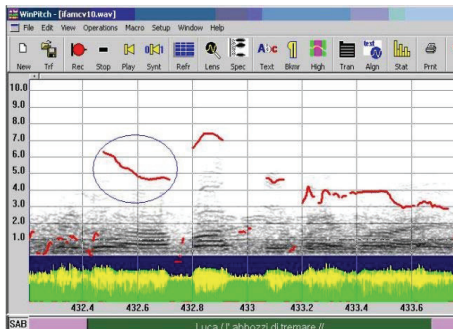 WinPitch - [ifamcv10.wav]
File Edit View Operations Macro Setup Window Help
New Trf Rec Stop Play Synt Refr Lens Spec Text Bkmr High Tran Algn Stat Prnt
10.0
9.0
8.0
7.0
6.0
5.0
4.0
3.0
2.0
1.0
432.4 432.6 432.8 433.0 433.2 433.4 433.6
SAB
Luca / l' abbozzi di tremare //